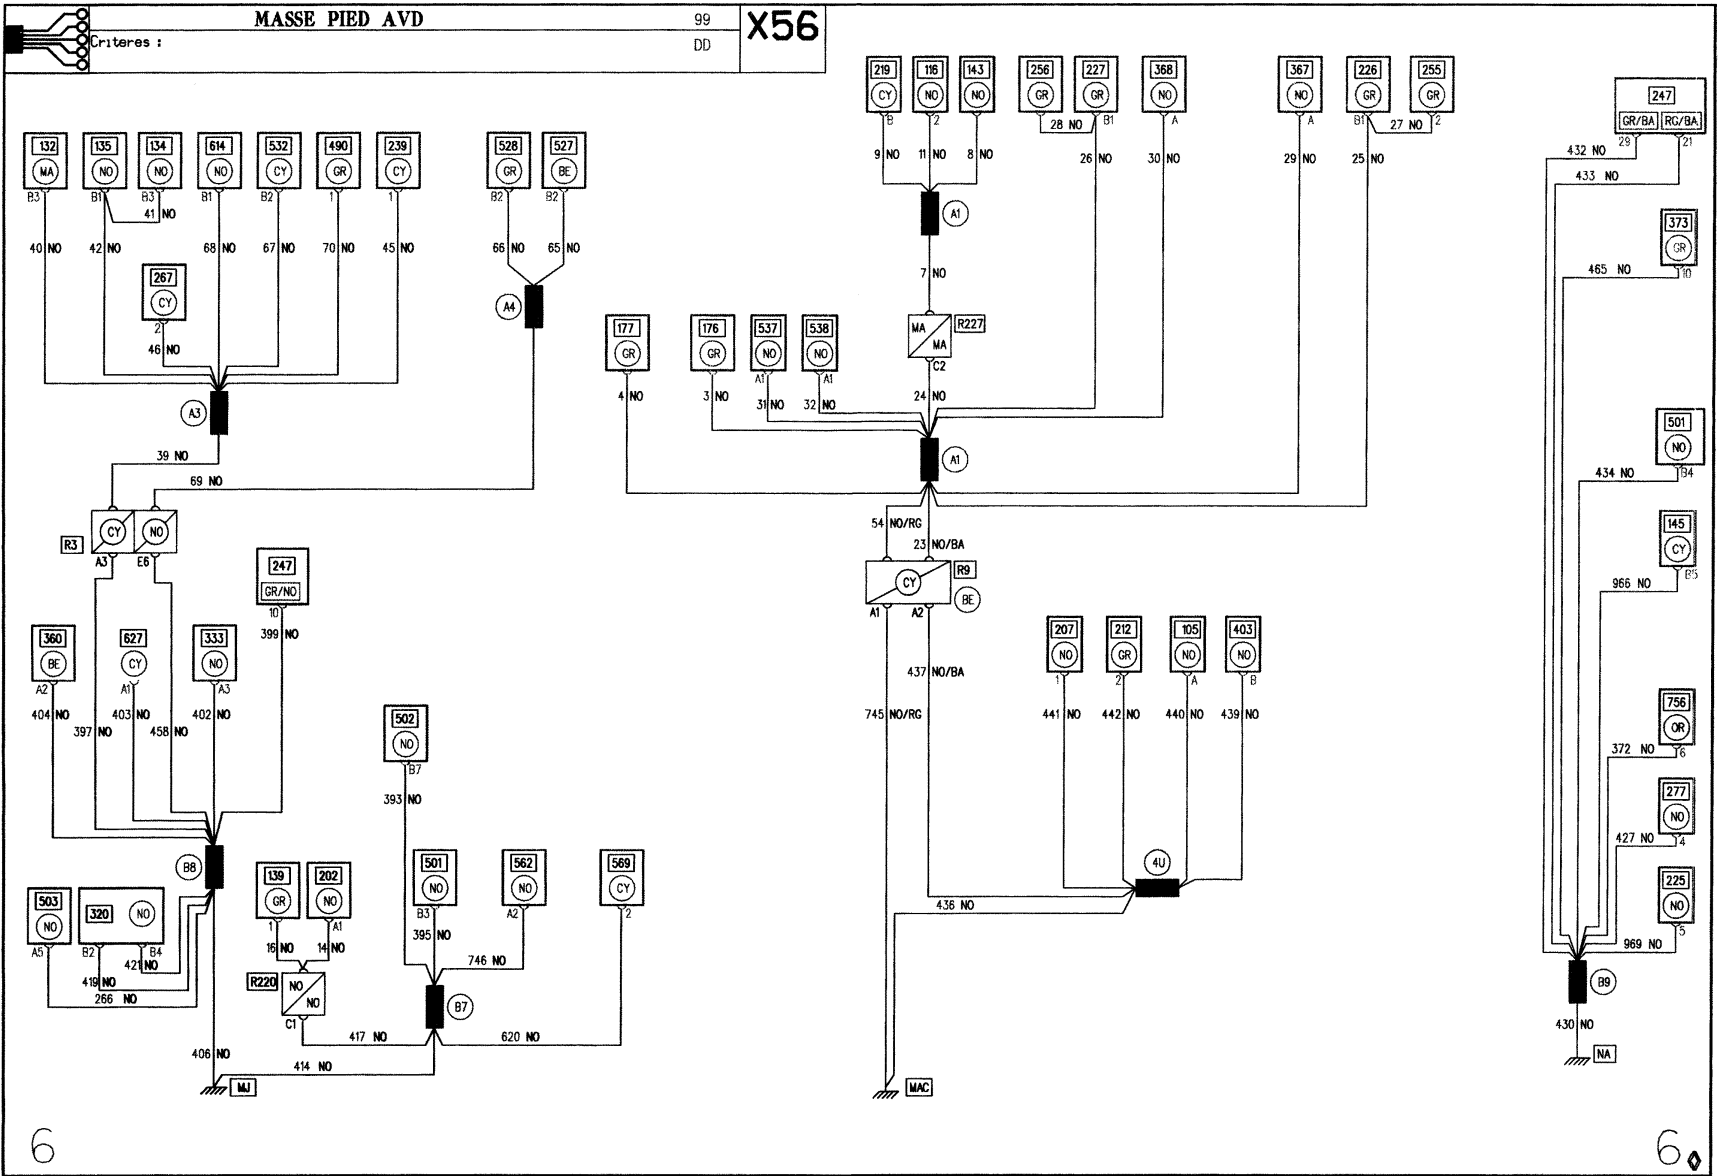 MASSE PIED AVD
99
Criteres :
DD
X56
219 116 143 256 227 368 367 226 255
CY NO NO GR GR NO NO GR GR
B 2 28 NO B1 A A B1 27 NO 2
9 NO 11 NO 8 NO 26 NO 30 NO 29 NO 25 NO
247
GR/BA RG/BA
29 21
432 NO
433 NO
132 135 134 614 532 490 239 528 527
MA NO NO NO CY GR CY GR BE
B3 B1 B3 B1 B2 1 1 B2 B2
41 NO
40 NO 42 NO 68 NO 67 NO 70 NO 45 NO 66 NO 65 NO
A1
373
GR
10
465 NO
267
CY
2
46 NO
A4
7 NO
177 176 537 538
GR GR NO NO
A1 A1
MA MA R227
C2
4 NO 3 NO 31 NO 32 NO 24 NO
A3
39 NO
69 NO
A1
501
NO
B4
434 NO
54 NO/RG
23 NO/BA
R3 CY NO
A3 E6
CY R9
BE
A1 A2
145
CY
B5
966 NO
247
GR/NO
10
399 NO
360 627 333
BE CY NO
A2 A1 A3
404 NO 403 NO 402 NO
397 NO 458 NO
207 212 105 403
NO GR NO NO
1 2 A B
437 NO/BA
745 NO/RG
441 NO 442 NO 440 NO 439 NO
502
NO
B7
393 NO
756
OR
6
372 NO
277
NO
4
427 NO
B8
139 202 501 562 569
GR NO NO NO CY
1 A1 B3 A2 2
16 NO 14 NO 395 NO
4U
436 NO
225
NO
5
969 NO
503 320 NO
NO
A5 B2 B4
421 NO
419 NO
266 NO
746 NO
R220 NO NO
C1
B7
B9
417 NO 620 NO
430 NO
406 NO
414 NO
MJ
MAC
NA
6
6